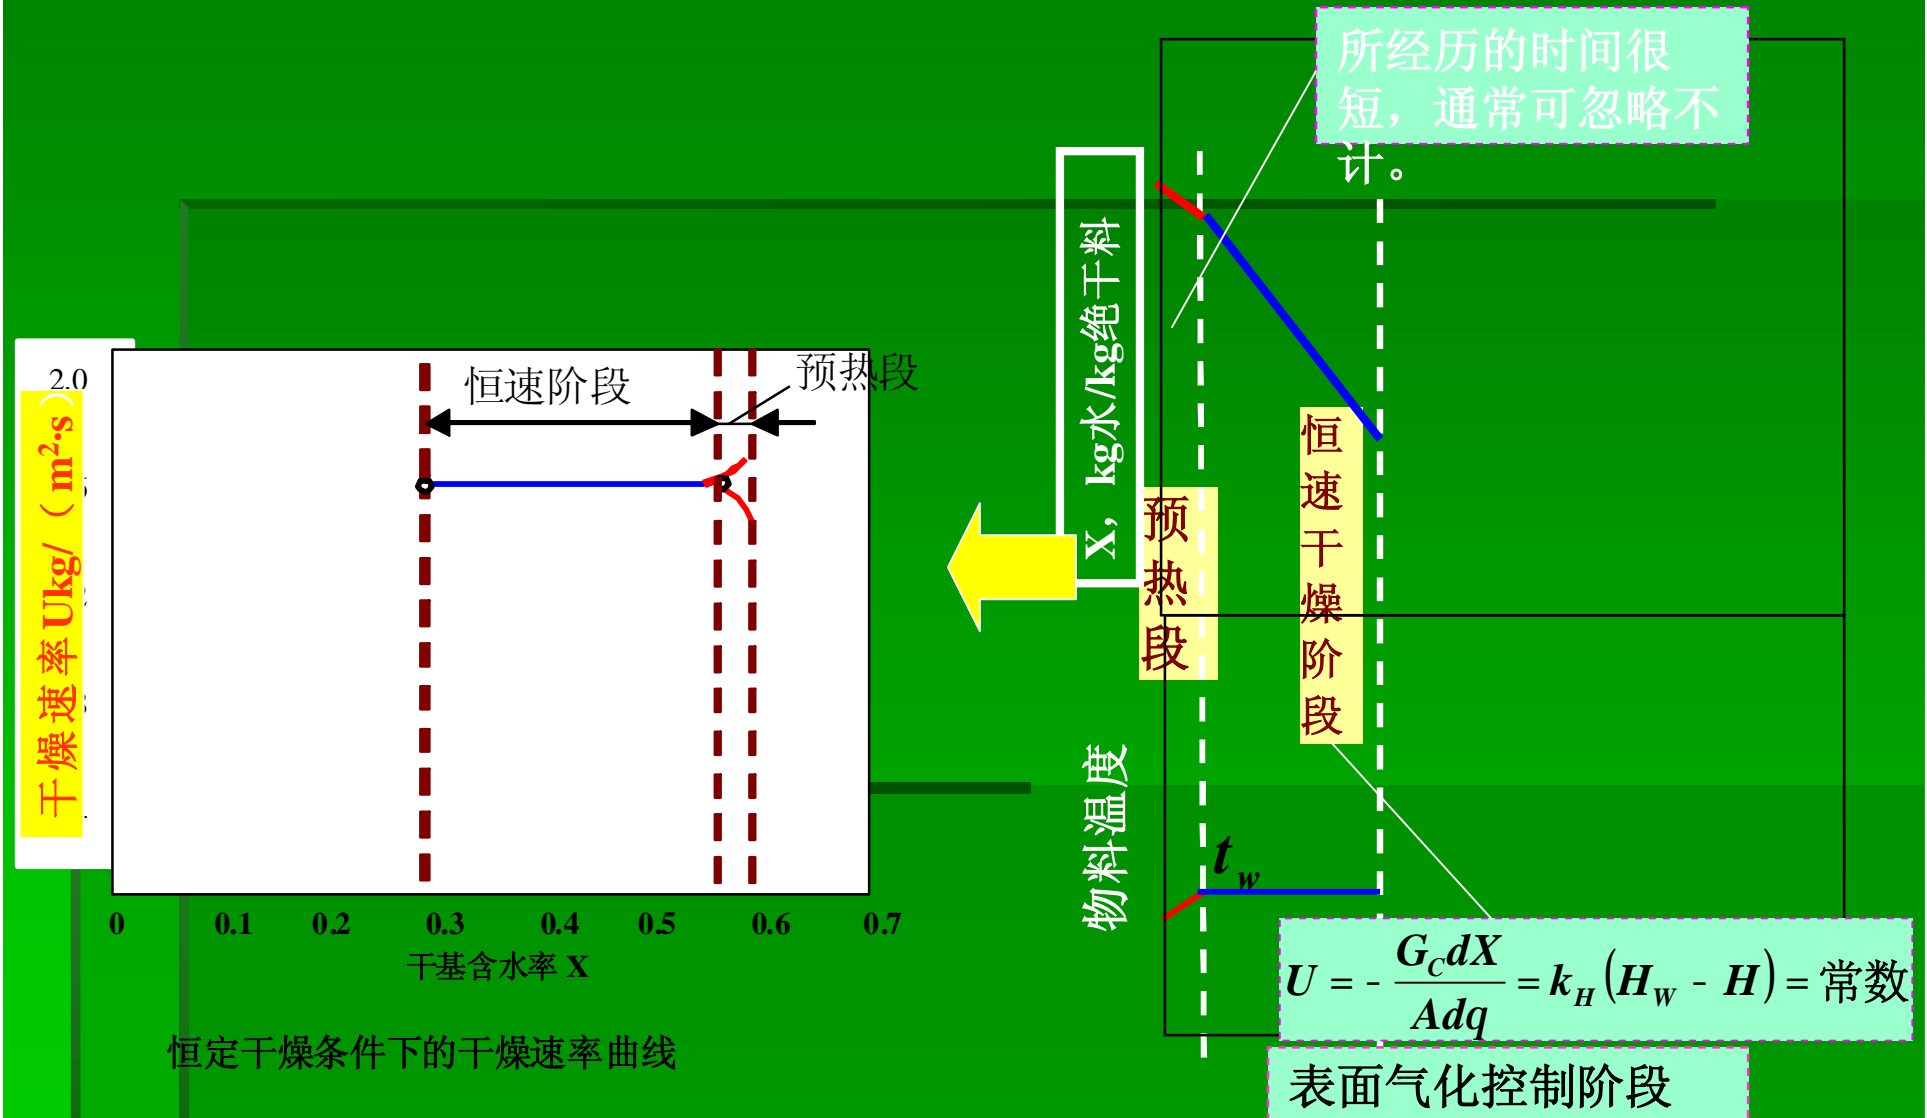 所经历的时间很
短，通常可忽略不
计。
X，kg水/kg绝干料
预热段
恒速干燥阶段
物料温度
t_w
U = - G_C dX / Adq = k_H (H_W - H) = 常数
表面气化控制阶段
2.0
干燥速率Ukg/（m²·s）
恒速阶段
预热段
0 0.1 0.2 0.3 0.4 0.5 0.6 0.7
干基含水率 X
恒定干燥条件下的干燥速率曲线